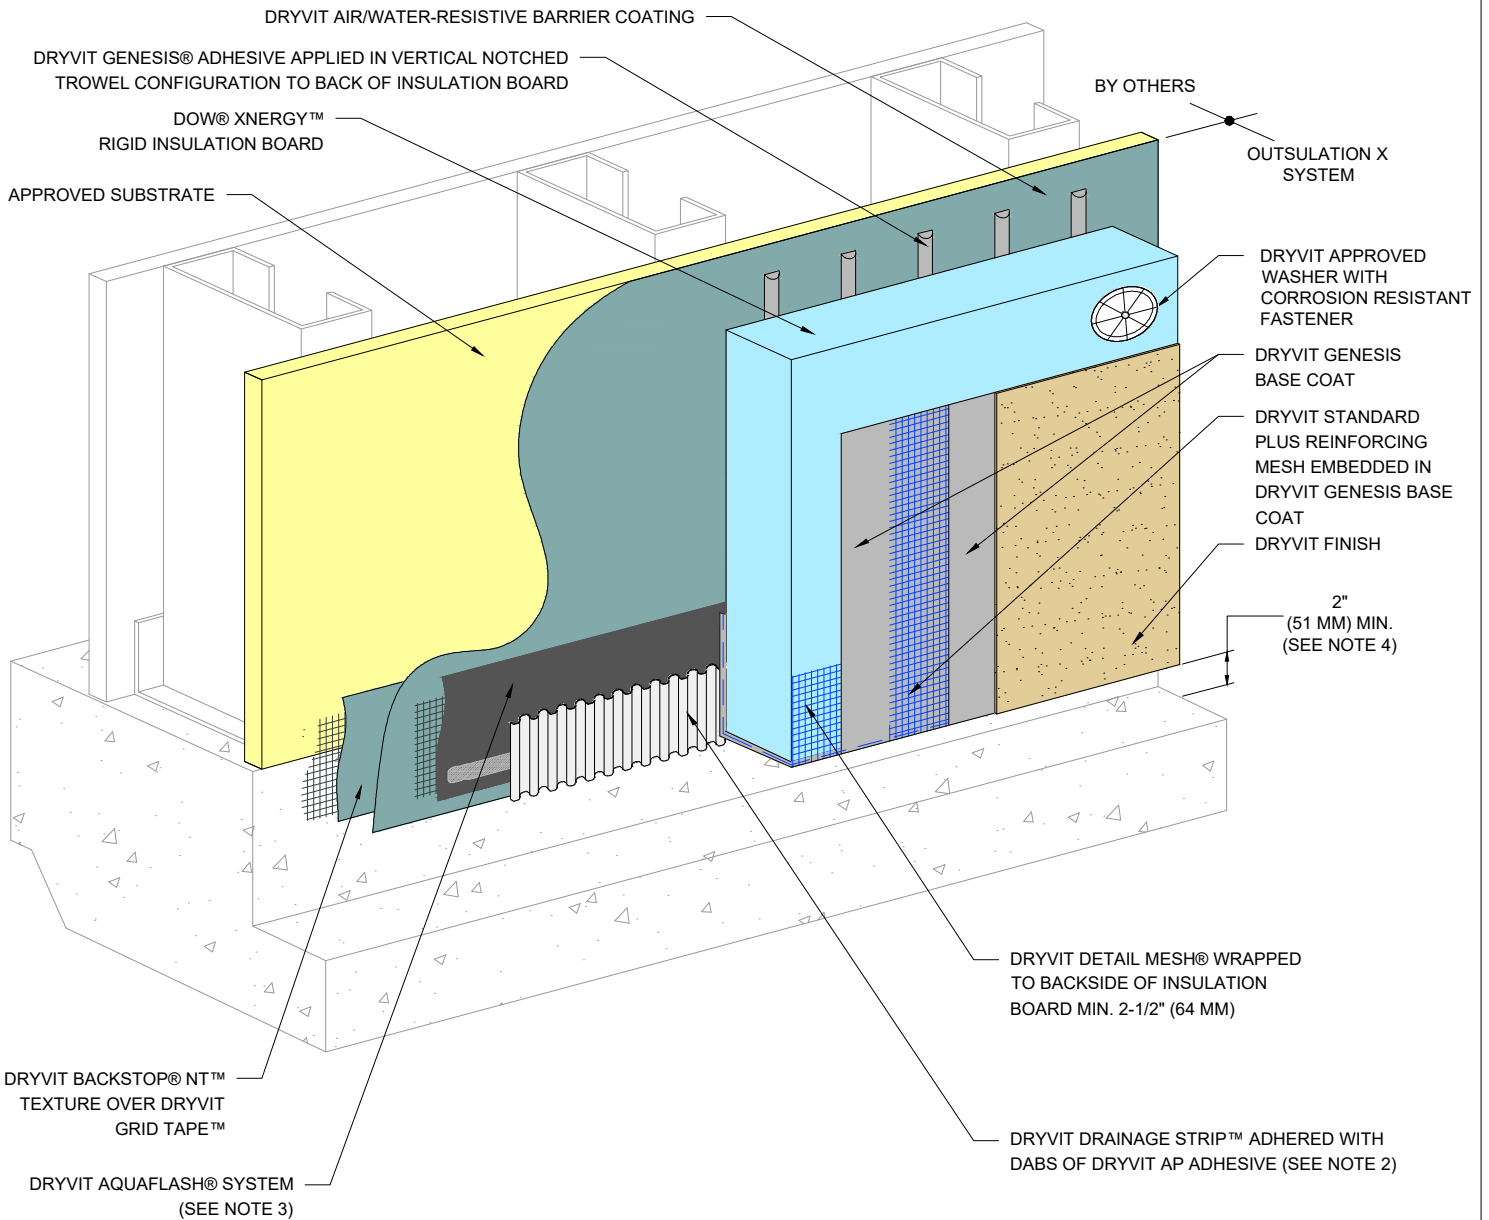 DRYVIT AIR/WATER-RESISTIVE BARRIER COATING
DRYVIT GENESIS® ADHESIVE APPLIED IN VERTICAL NOTCHED
TROWEL CONFIGURATION TO BACK OF INSULATION BOARD
DOW® XNERGY™
RIGID INSULATION BOARD
APPROVED SUBSTRATE
BY OTHERS
OUTSULATION X
SYSTEM
DRYVIT APPROVED
WASHER WITH
CORROSION RESISTANT
FASTENER
DRYVIT GENESIS
BASE COAT
DRYVIT STANDARD
PLUS REINFORCING
MESH EMBEDDED IN
DRYVIT GENESIS BASE
COAT
DRYVIT FINISH
2"
(51 MM) MIN.
(SEE NOTE 4)
DRYVIT DETAIL MESH® WRAPPED
TO BACKSIDE OF INSULATION
BOARD MIN. 2-1/2" (64 MM)
DRYVIT BACKSTOP® NT™
TEXTURE OVER DRYVIT
GRID TAPE™
DRYVIT DRAINAGE STRIP™ ADHERED WITH
DABS OF DRYVIT AP ADHESIVE (SEE NOTE 2)
DRYVIT AQUAFLASH® SYSTEM
(SEE NOTE 3)